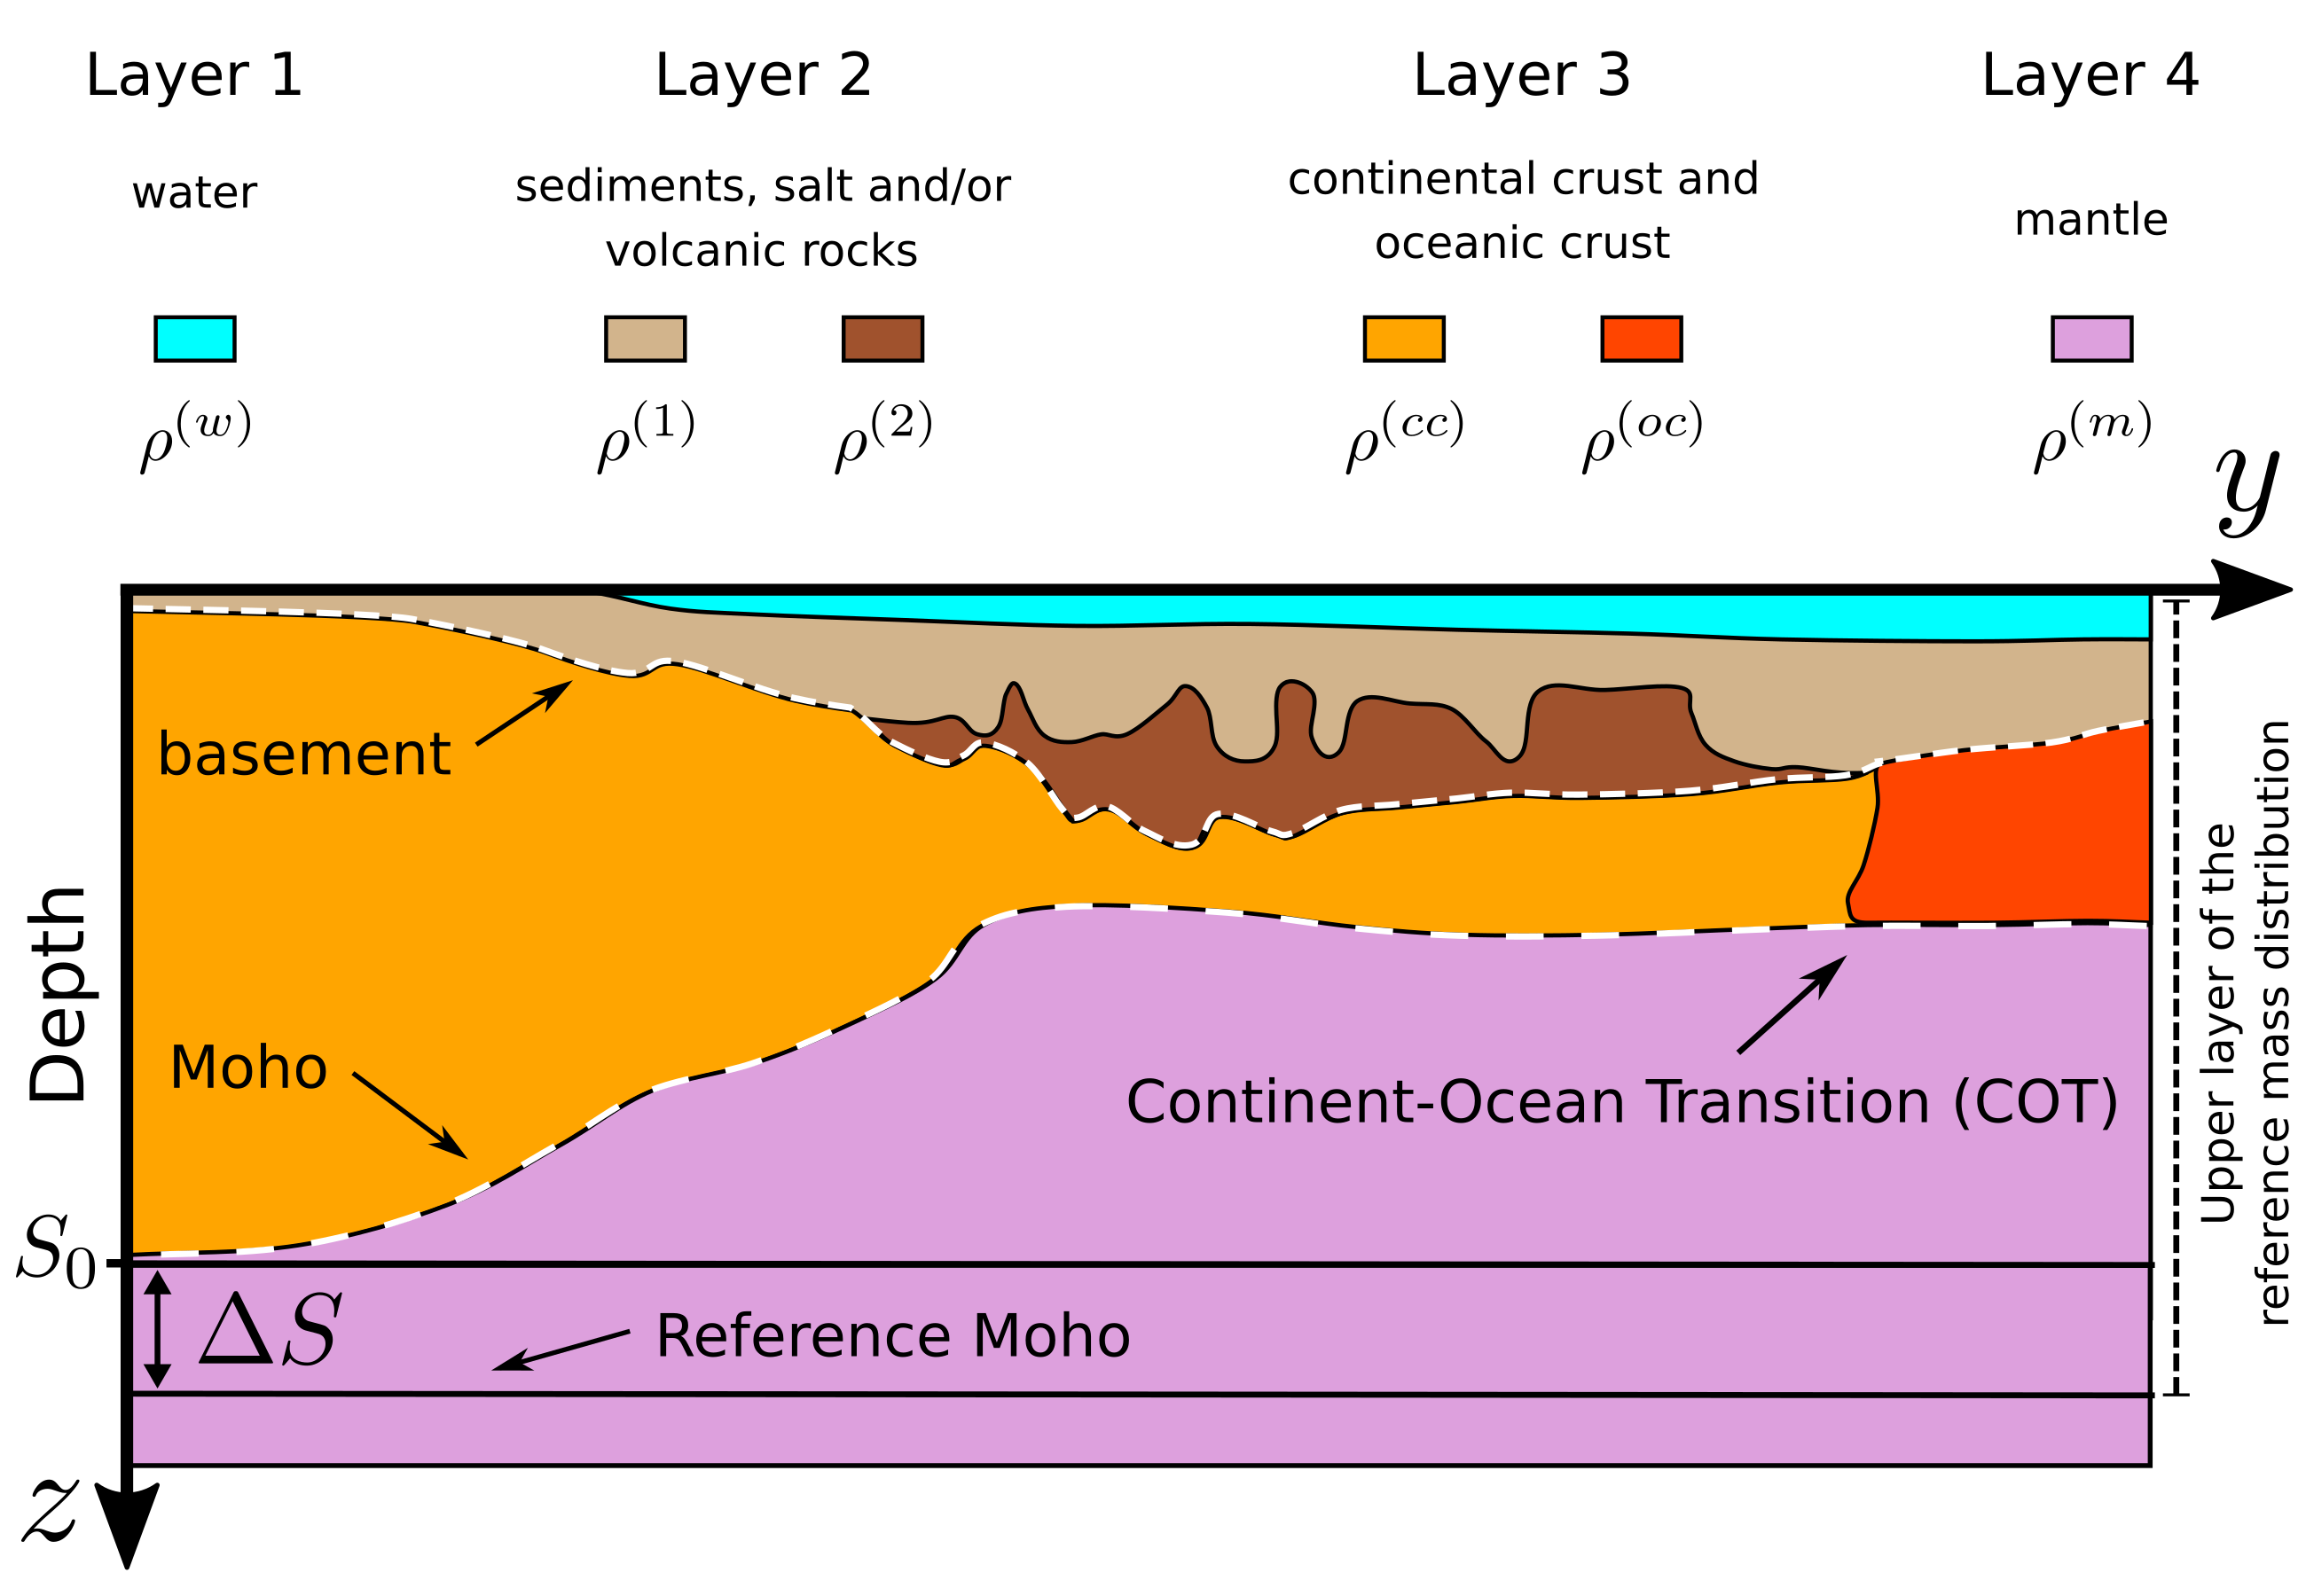 Layer 1
Layer 2
Layer 3
Layer 4
water
sediments, salt and/or
volcanic rocks
continental crust and
oceanic crust
mantle
ρ^(w)
ρ^(1)
ρ^(2)
ρ^(cc)
ρ^(oc)
ρ^(m)
y
basement
Depth
Moho
Continent-Ocean Transition (COT)
Upper layer of the
reference mass distribution
S₀
ΔS
Reference Moho
z